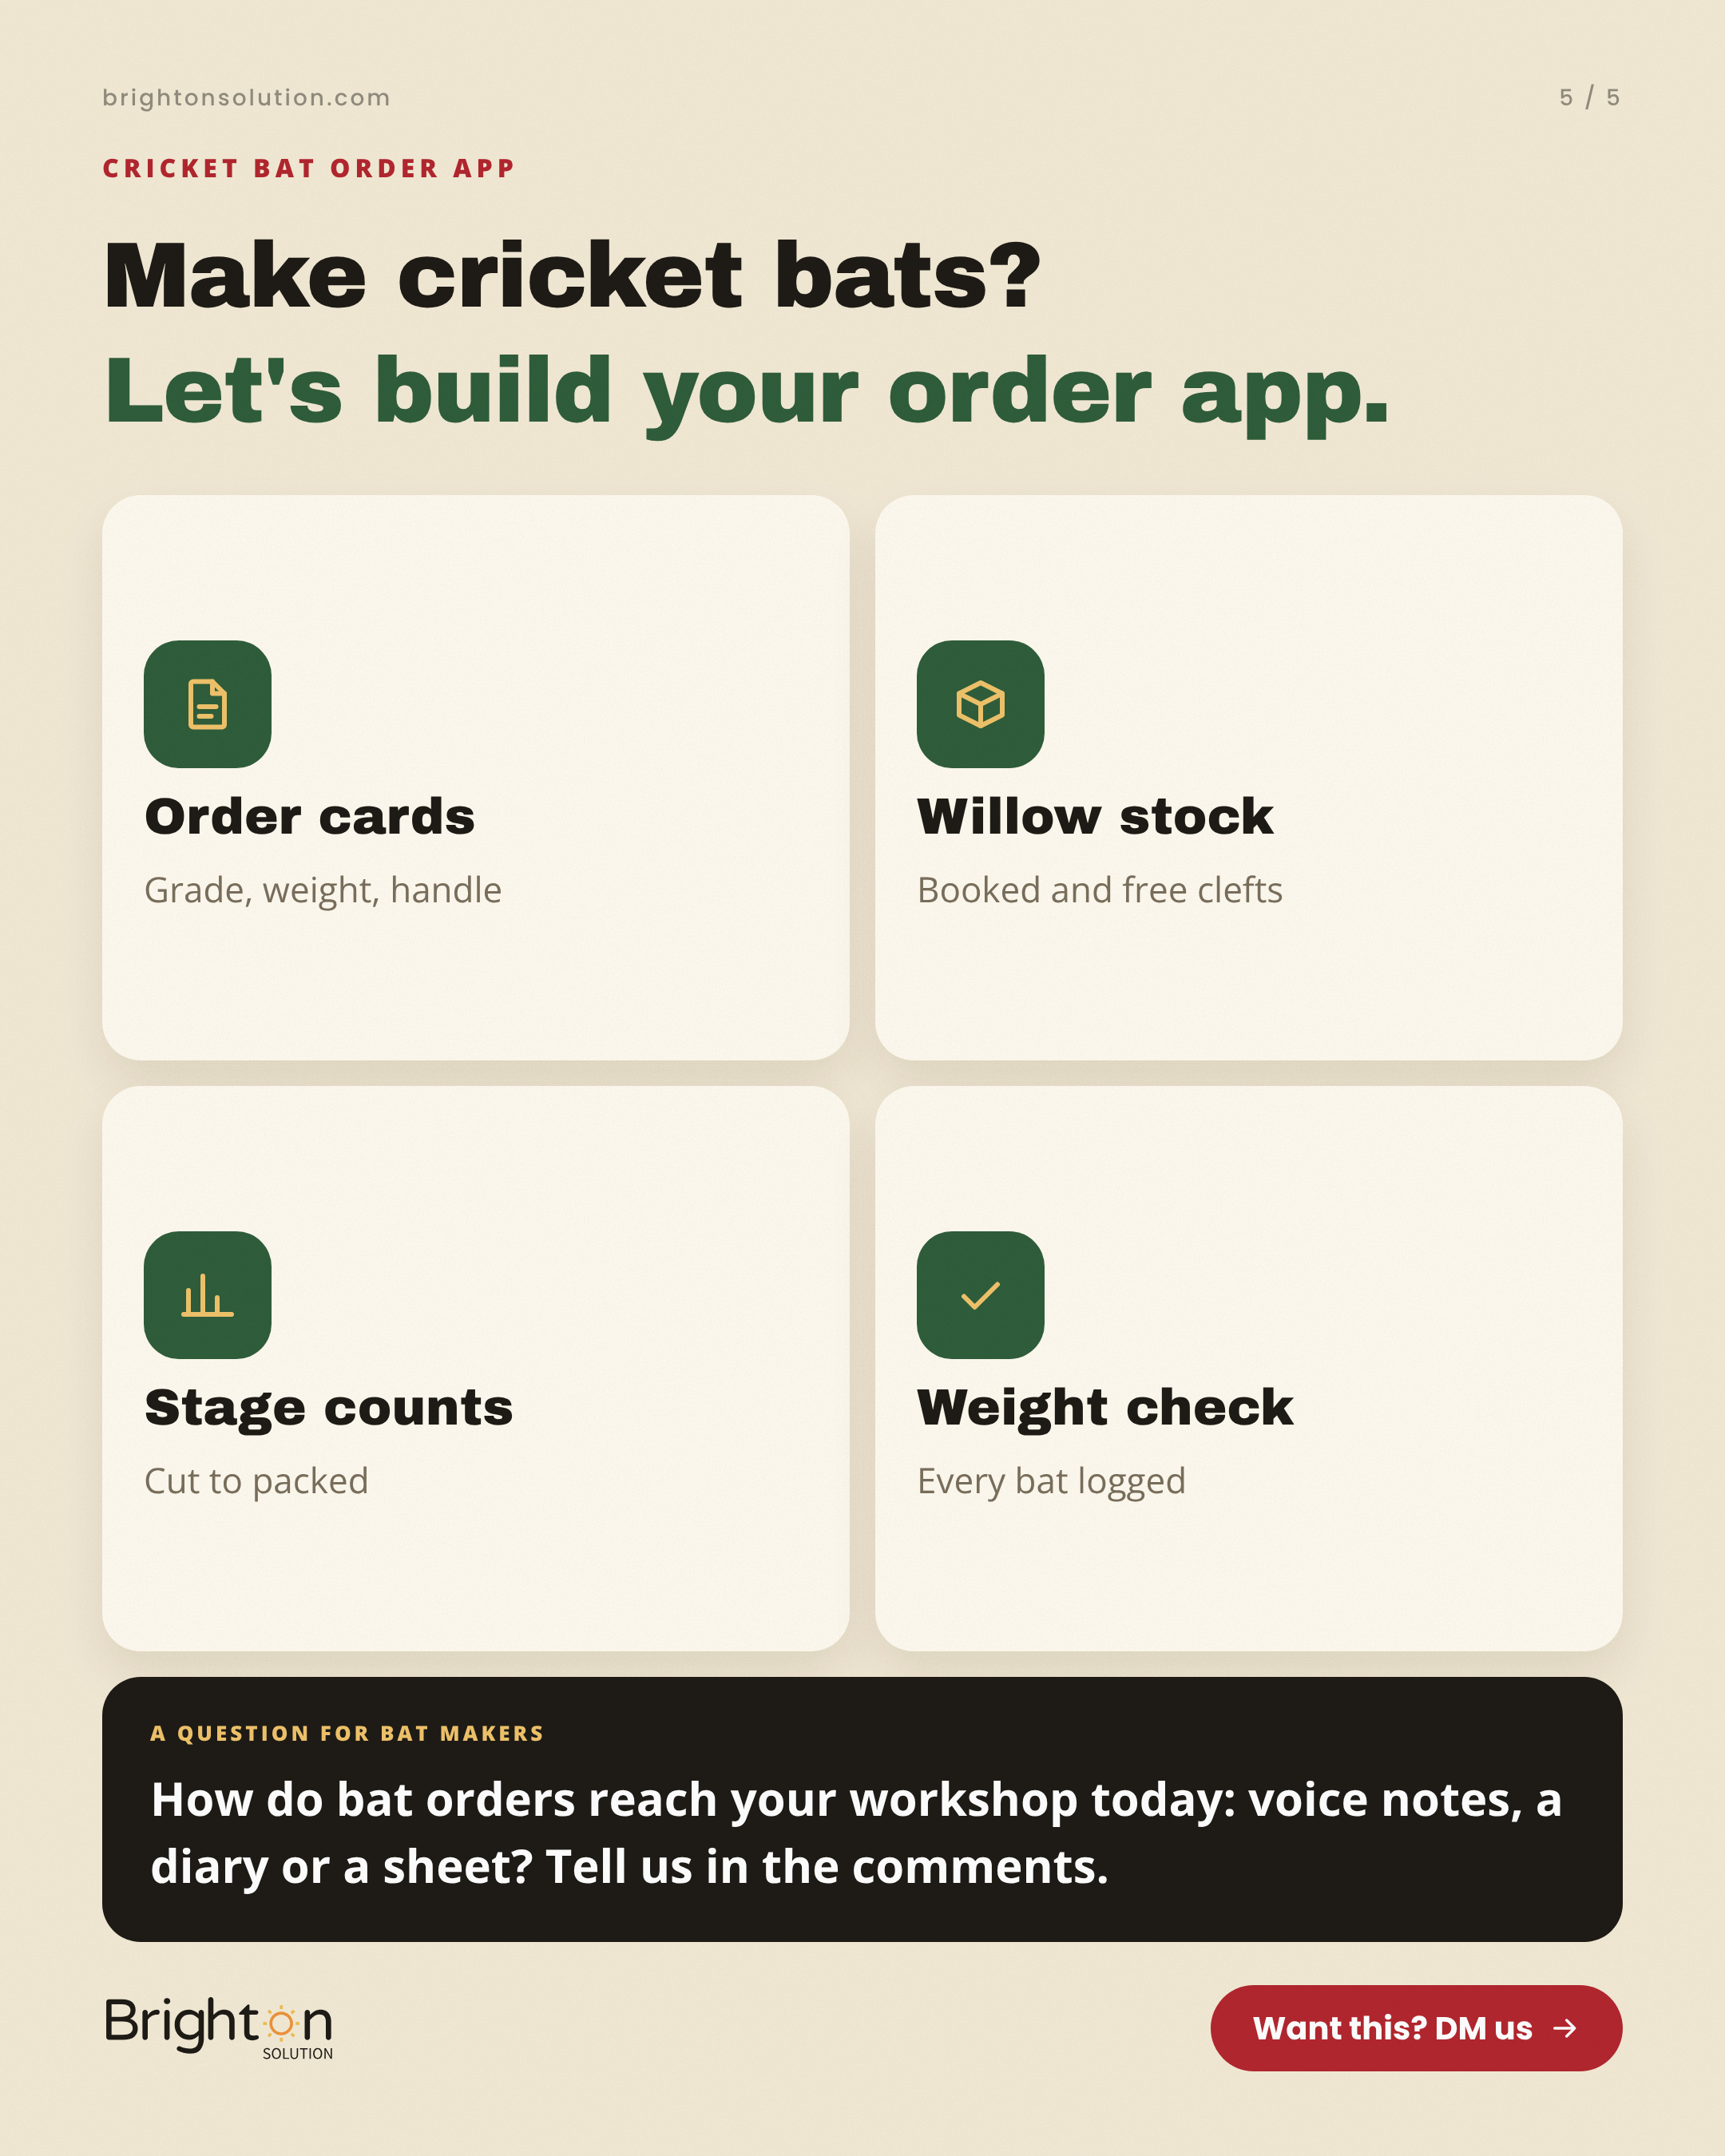 brightonsolution.com
5 / 5
CRICKET BAT ORDER APP
Make cricket bats?
Let's build your order app.
Order cards
Grade, weight, handle
Willow stock
Booked and free clefts
Stage counts
Cut to packed
Weight check
Every bat logged
A QUESTION FOR BAT MAKERS
How do bat orders reach your workshop today: voice notes, a
diary or a sheet? Tell us in the comments.
Brighton
SOLUTION
Want this? DM us →